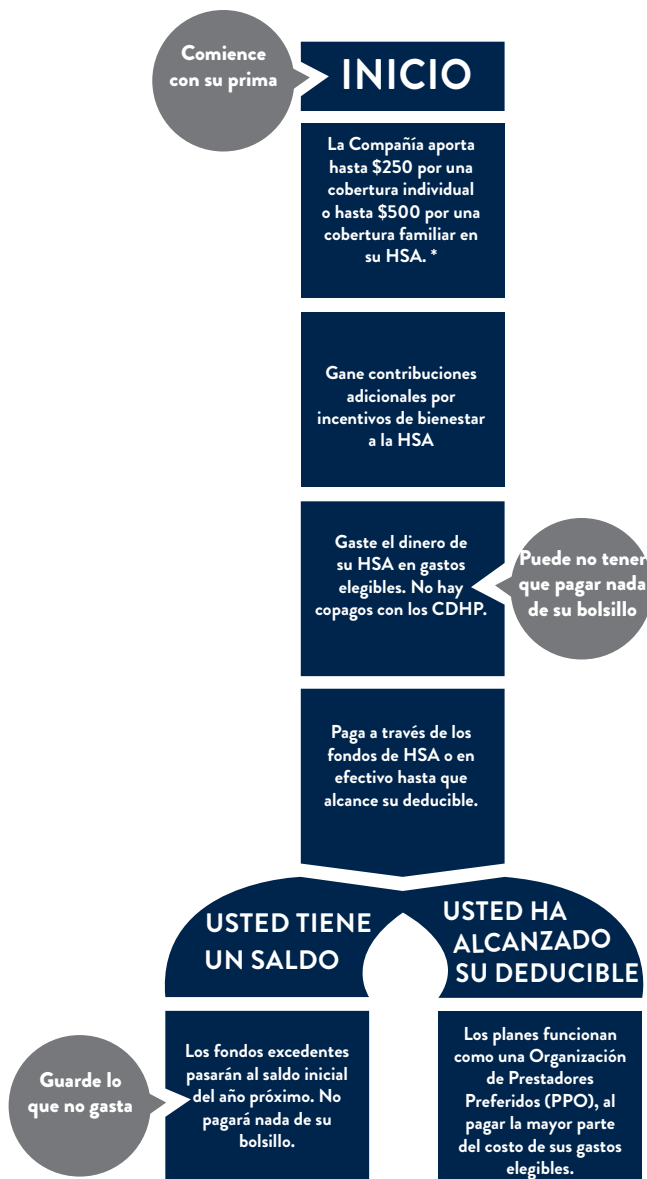 Comience
con su prima
INICIO
La Compañía aporta
hasta $250 por una
cobertura individual
o hasta $500 por una
cobertura familiar en
su HSA. *
Gane contribuciones
adicionales por
incentivos de bienestar
a la HSA
Gaste el dinero de
su HSA en gastos
elegibles. No hay
copagos con los CDHP.
Puede no tener
que pagar nada
de su bolsillo
Paga a través de los
fondos de HSA o en
efectivo hasta que
alcance su deducible.
USTED TIENE
UN SALDO
USTED HA
ALCANZADO
SU DEDUCIBLE
Guarde lo
que no gasta
Los fondos excedentes
pasarán al saldo inicial
del año próximo. No
pagará nada de su
bolsillo.
Los planes funcionan
como una Organización
de Prestadores
Preferidos (PPO), al
pagar la mayor parte
del costo de sus gastos
elegibles.